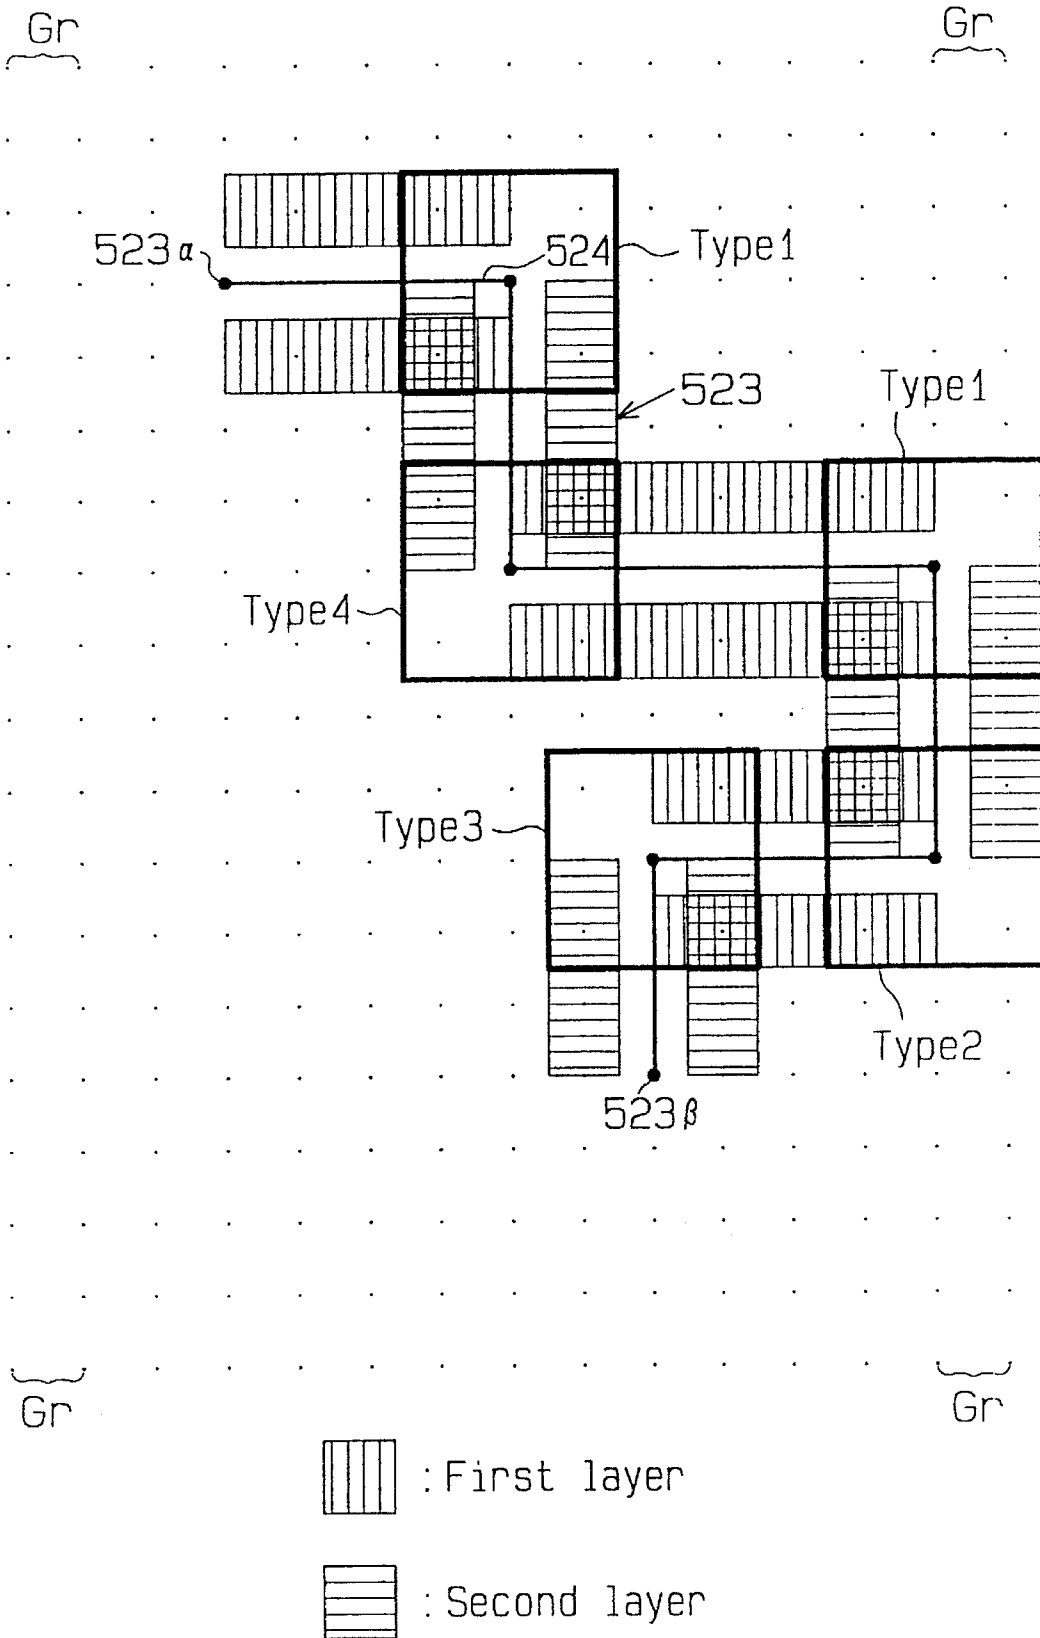 Gr
Gr
523α
524
Type1
523
Type1
Type4
Type3
Type2
523β
Gr
Gr
: First layer
: Second layer